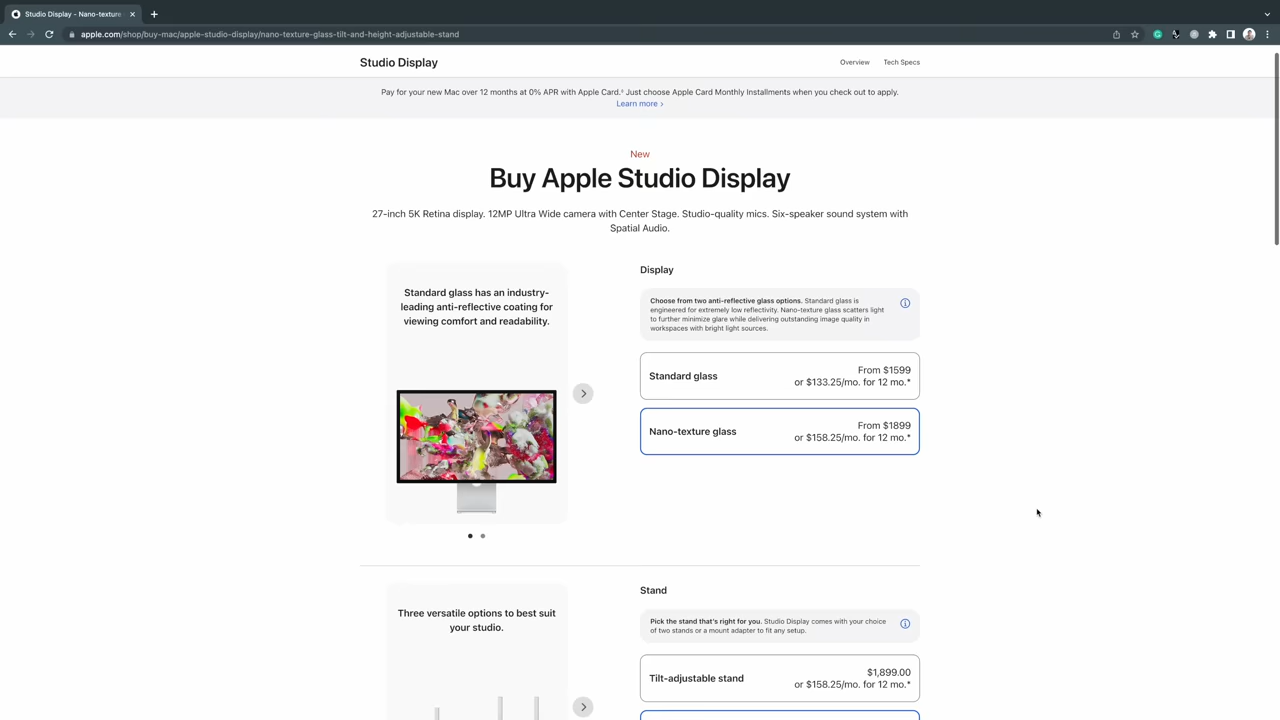 Studio Display - Nano-texture
apple.com/shop/buy-mac/apple-studio-display/nano-texture-glass-tilt-and-height-adjustable-stand
Studio Display
Overview
Tech Specs
Pay for your new Mac over 12 months at 0% APR with Apple Card.° Just choose Apple Card Monthly Installments when you check out to apply.
Learn more >
New
Buy Apple Studio Display
27-inch 5K Retina display. 12MP Ultra Wide camera with Center Stage. Studio-quality mics. Six-speaker sound system with
Spatial Audio.
Standard glass has an industry-
leading anti-reflective coating for
viewing comfort and readability.
Display
Choose from two anti-reflective glass options. Standard glass is
engineered for extremely low reflectivity. Nano-texture glass scatters light
to further minimize glare while delivering outstanding image quality in
workspaces with bright light sources.
Standard glass
From $1599
or $133.25/mo. for 12 mo.*
Nano-texture glass
From $1899
or $158.25/mo. for 12 mo.*
Three versatile options to best suit
your studio.
Stand
Pick the stand that's right for you. Studio Display comes with your choice
of two stands or a mount adapter to fit any setup.
Tilt-adjustable stand
$1,899.00
or $158.25/mo. for 12 mo.*